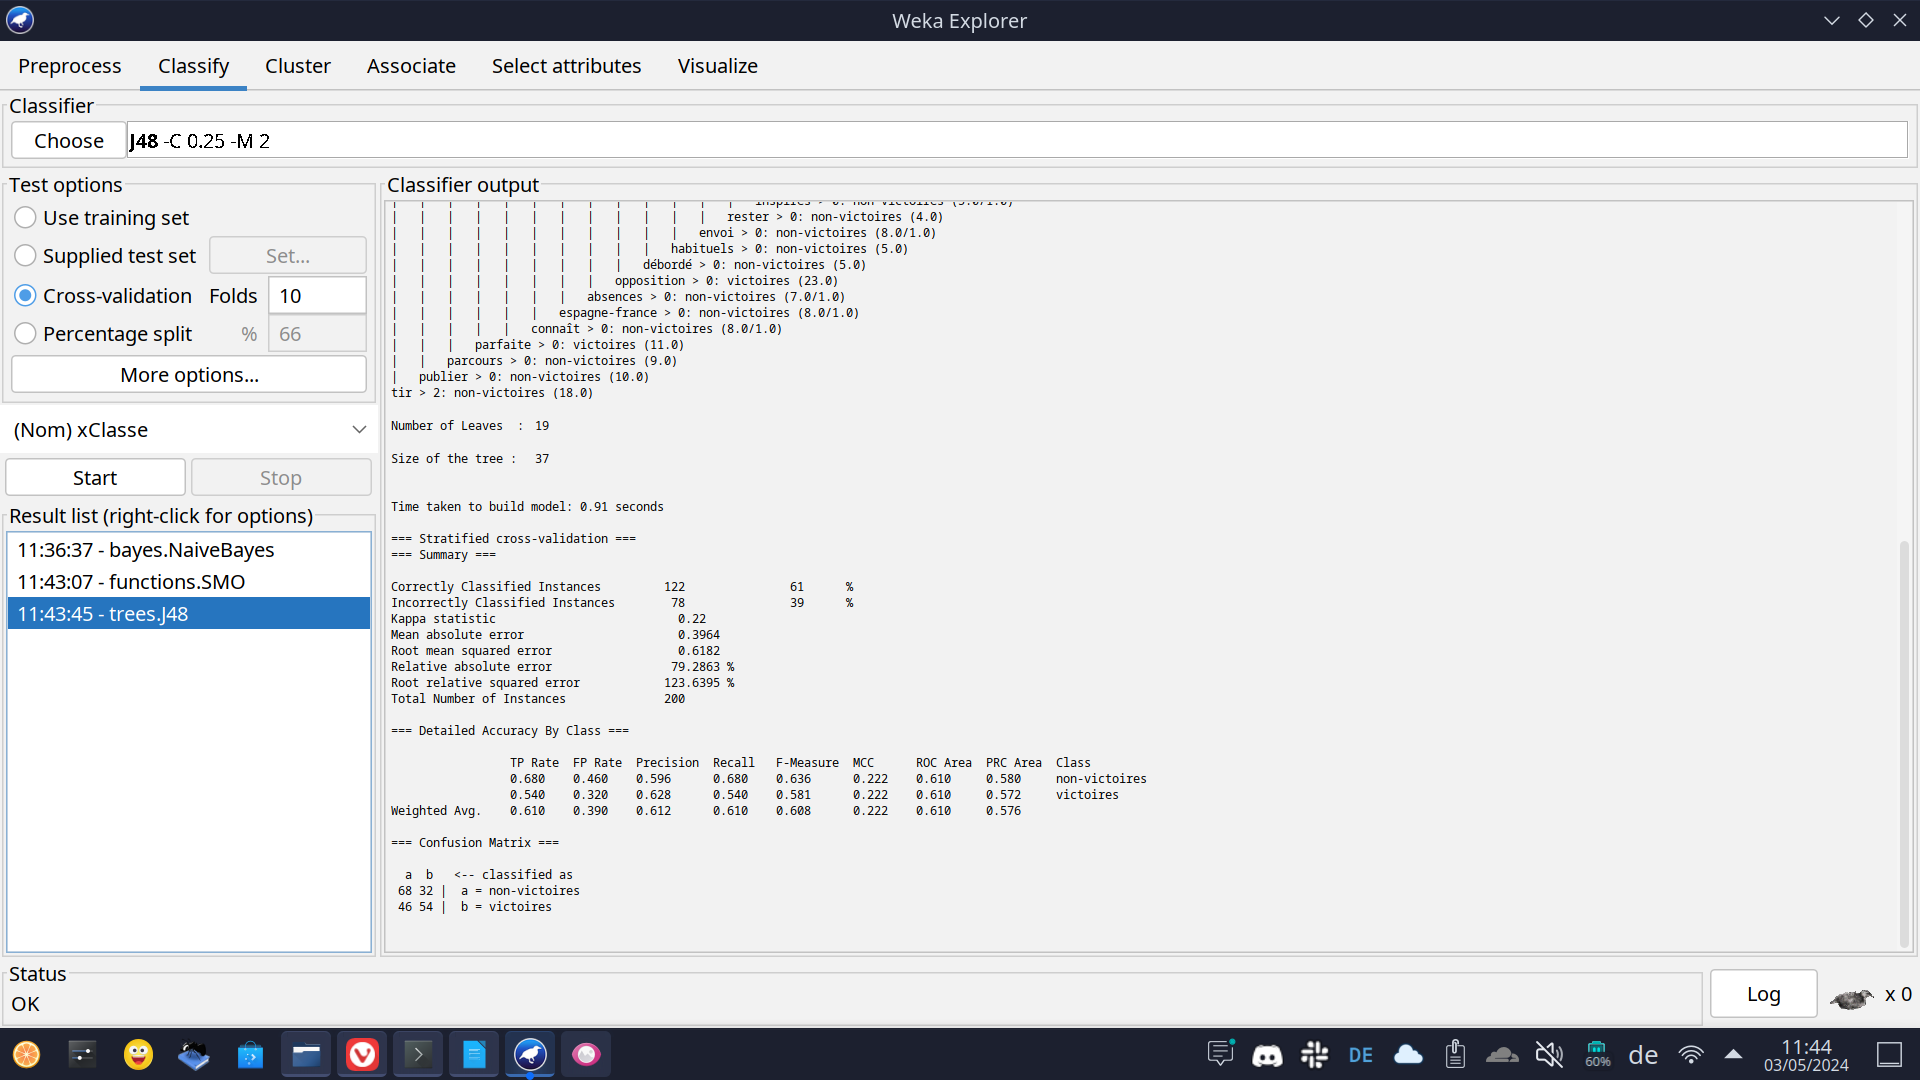 Weka Explorer
Preprocess Classify Cluster Associate Select attributes Visualize
Classifier
Choose J48 -C 0.25 -M 2
Test options
Use training set
Supplied test set Set...
Cross-validation Folds 10
Percentage split % 66
More options...
(Nom) xClasse
Start Stop
Result list (right-click for options)
11:36:37 - bayes.NaiveBayes
11:43:07 - functions.SMO
11:43:45 - trees.J48
Classifier output
| | | | | | | | | | | | | inspires > 0: non-victoires (5.0/1.0)
| | | | | | | | | | | | rester > 0: non-victoires (4.0)
| | | | | | | | | | | envoi > 0: non-victoires (8.0/1.0)
| | | | | | | | | | habituels > 0: non-victoires (5.0)
| | | | | | | | | débordé > 0: non-victoires (5.0)
| | | | | | | | opposition > 0: victoires (23.0)
| | | | | | | absences > 0: non-victoires (7.0/1.0)
| | | | | | espagne-france > 0: non-victoires (8.0/1.0)
| | | | | connaît > 0: non-victoires (8.0/1.0)
| | | parfaite > 0: victoires (11.0)
| | parcours > 0: non-victoires (9.0)
| publier > 0: non-victoires (10.0)
tir > 2: non-victoires (18.0)
Number of Leaves : 19
Size of the tree : 37
Time taken to build model: 0.91 seconds
=== Stratified cross-validation ===
=== Summary ===
Correctly Classified Instances 122 61 %
Incorrectly Classified Instances 78 39 %
Kappa statistic 0.22
Mean absolute error 0.3964
Root mean squared error 0.6182
Relative absolute error 79.2863 %
Root relative squared error 123.6395 %
Total Number of Instances 200
=== Detailed Accuracy By Class ===
TP Rate FP Rate Precision Recall F-Measure MCC ROC Area PRC Area Class
0.680 0.460 0.596 0.680 0.636 0.222 0.610 0.580 non-victoires
0.540 0.320 0.628 0.540 0.581 0.222 0.610 0.572 victoires
Weighted Avg. 0.610 0.390 0.612 0.610 0.608 0.222 0.610 0.576
=== Confusion Matrix ===
a b <-- classified as
68 32 | a = non-victoires
46 54 | b = victoires
Status
OK
Log x 0
DE 60% de 11:44
03/05/2024